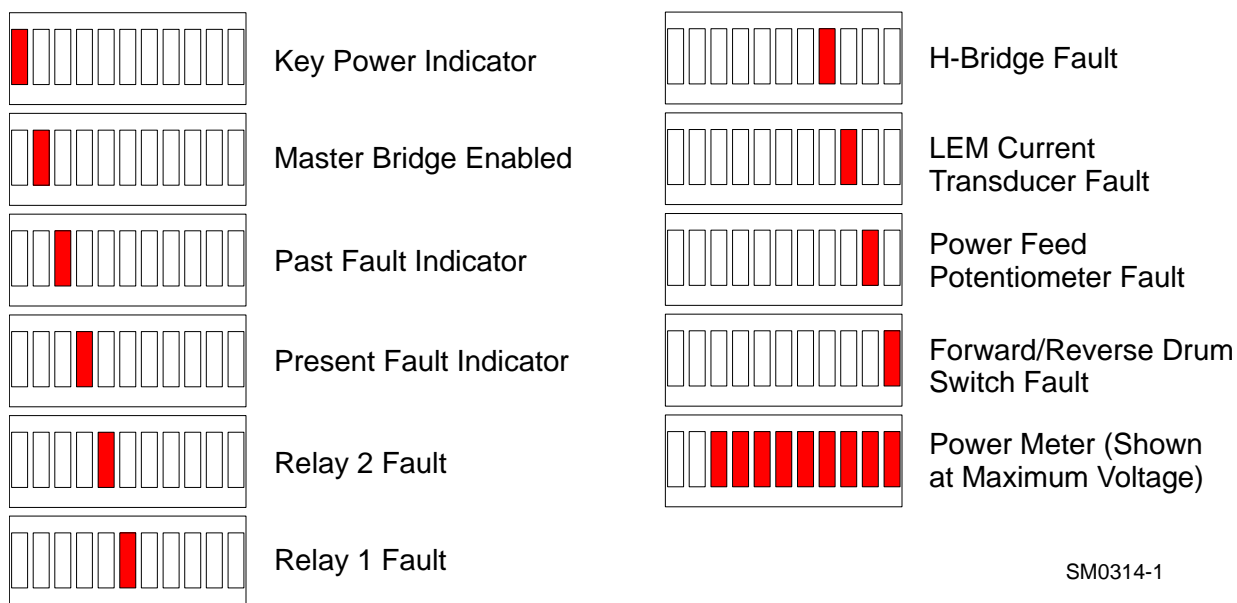 Key Power Indicator
Master Bridge Enabled
Past Fault Indicator
Present Fault Indicator
Relay 2 Fault
Relay 1 Fault
H-Bridge Fault
LEM Current
Transducer Fault
Power Feed
Potentiometer Fault
Forward/Reverse Drum
Switch Fault
Power Meter (Shown
at Maximum Voltage)
SM0314-1